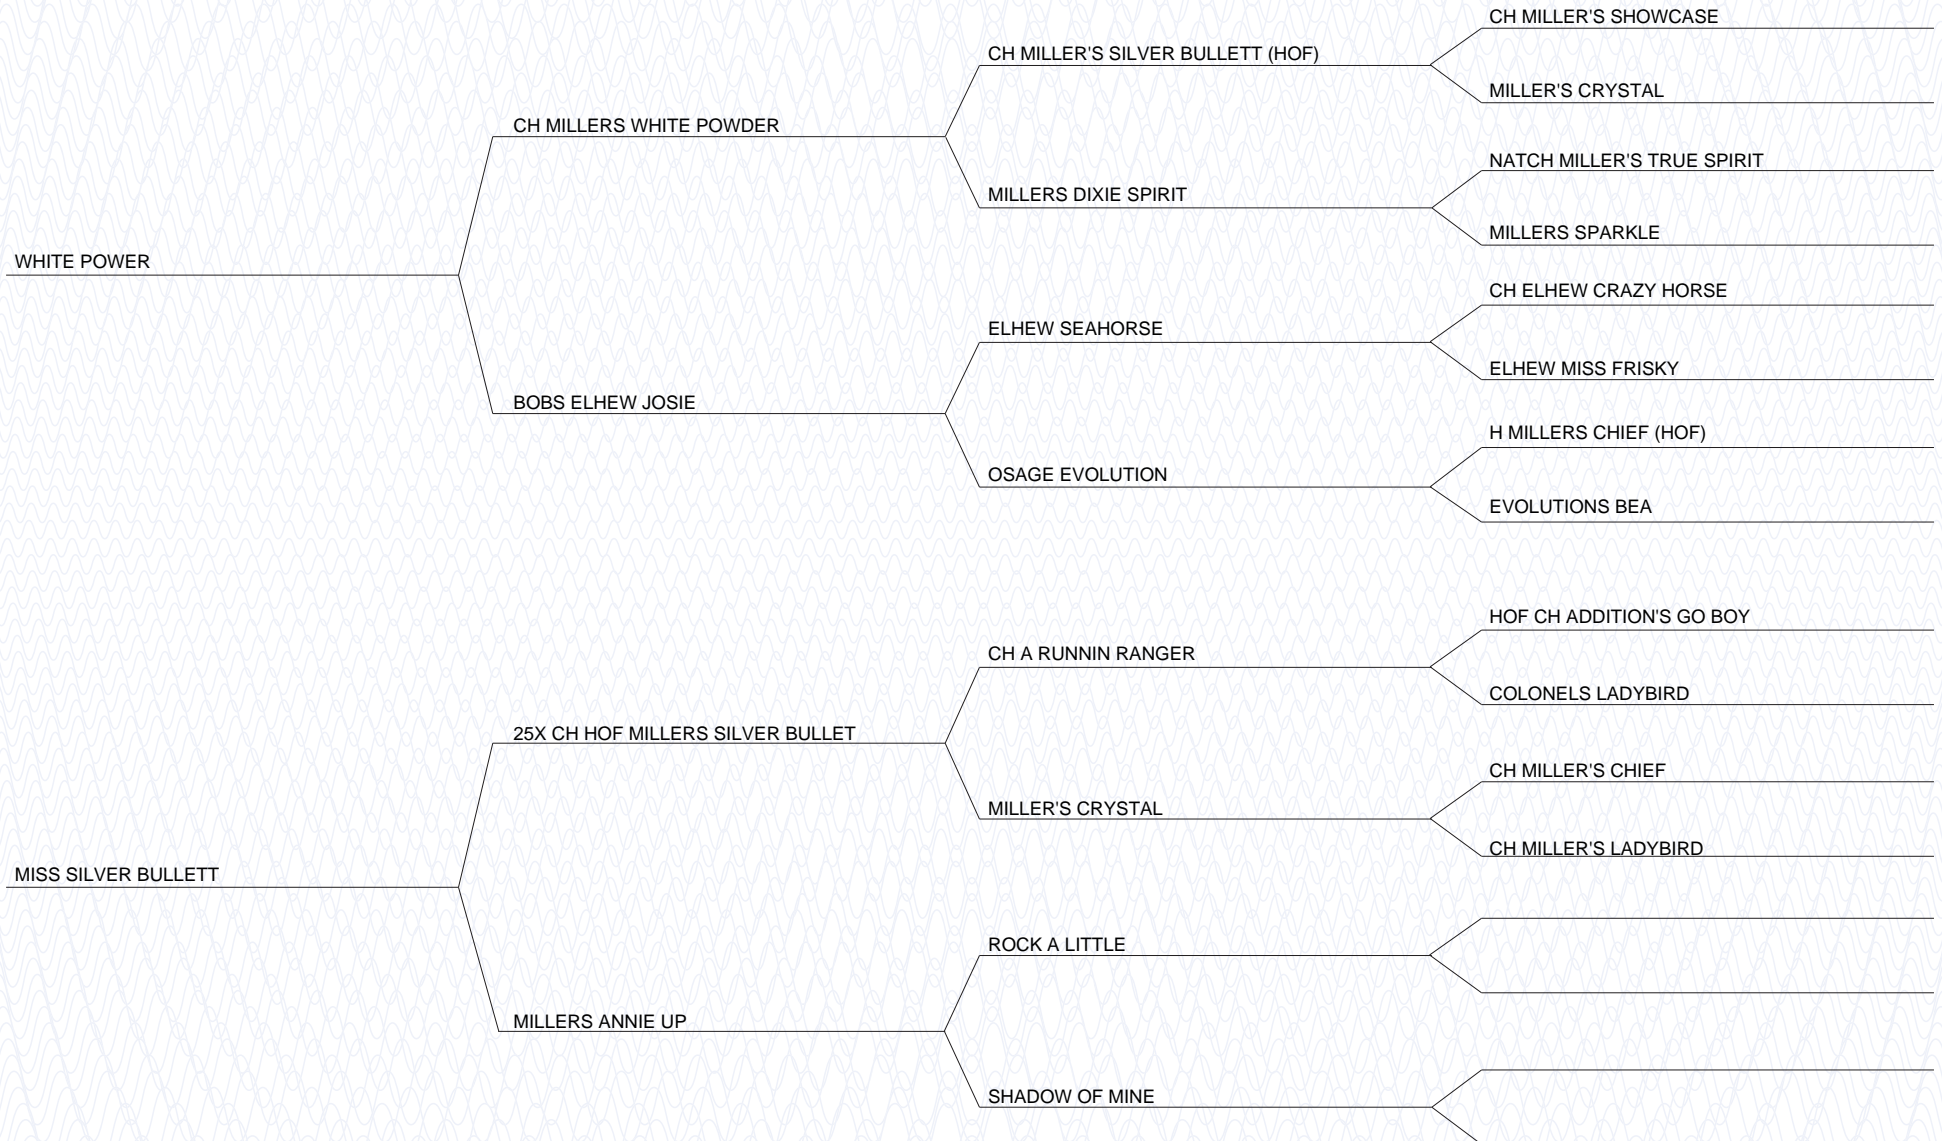 CH MILLER'S SHOWCASE
CH MILLER'S SILVER BULLETT (HOF)
MILLER'S CRYSTAL
CH MILLERS WHITE POWDER
NATCH MILLER'S TRUE SPIRIT
MILLERS DIXIE SPIRIT
MILLERS SPARKLE
WHITE POWER
CH ELHEW CRAZY HORSE
ELHEW SEAHORSE
ELHEW MISS FRISKY
BOBS ELHEW JOSIE
H MILLERS CHIEF (HOF)
OSAGE EVOLUTION
EVOLUTIONS BEA
HOF CH ADDITION'S GO BOY
CH A RUNNIN RANGER
COLONELS LADYBIRD
25X CH HOF MILLERS SILVER BULLET
CH MILLER'S CHIEF
MILLER'S CRYSTAL
CH MILLER'S LADYBIRD
MISS SILVER BULLETT
ROCK A LITTLE
MILLERS ANNIE UP
SHADOW OF MINE